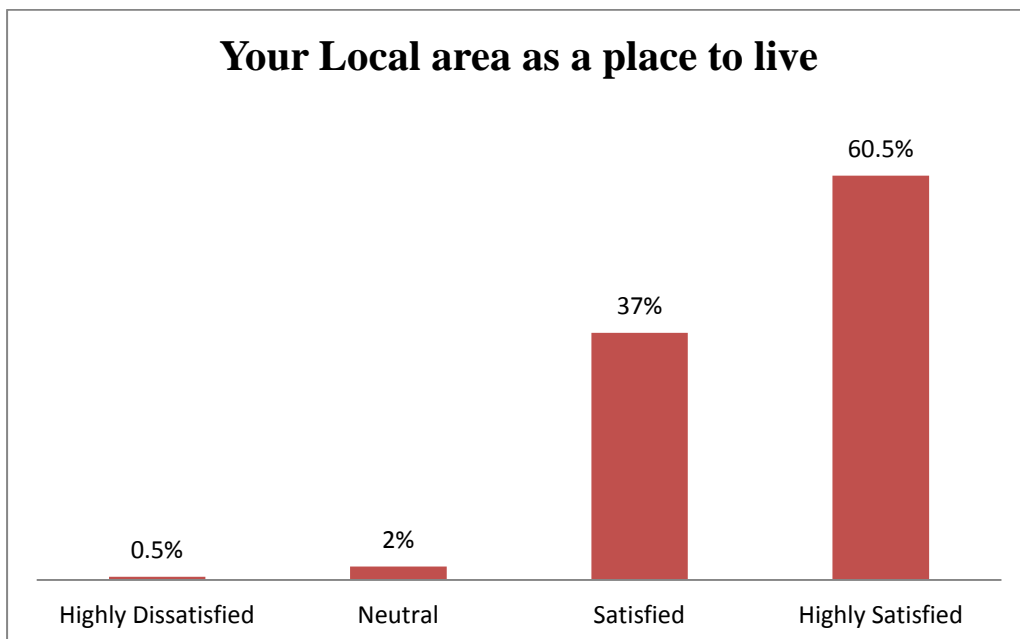 Your Local area as a place to live
60.5%
37%
2%
0.5%
Highly Dissatisfied
Neutral
Satisfied
Highly Satisfied